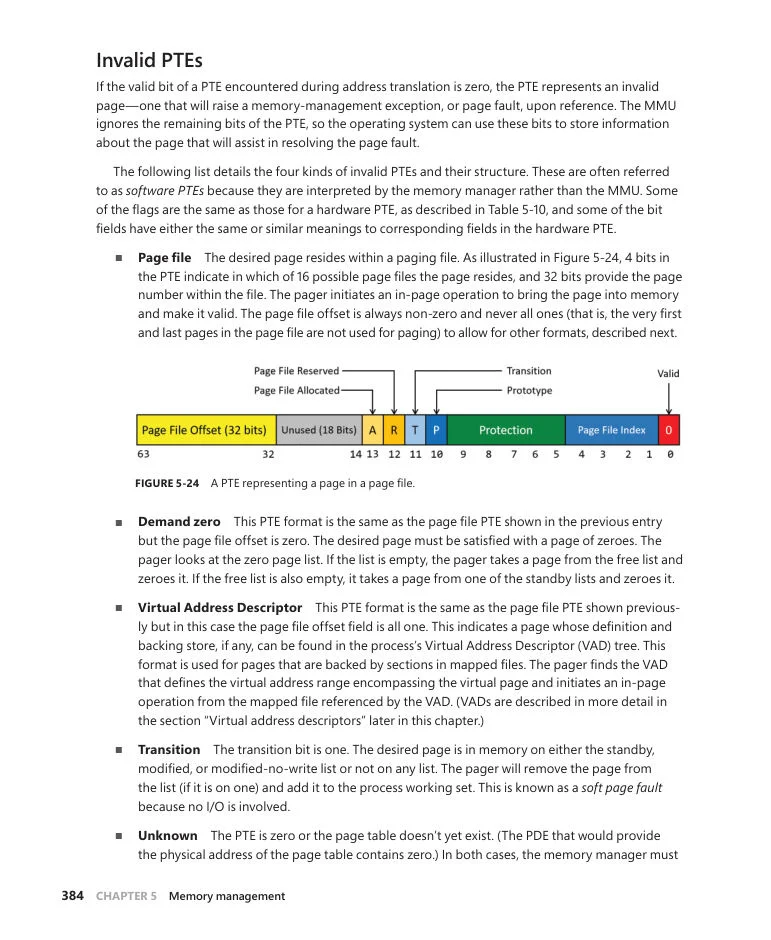 Invalid PTEs
If the valid bit of a PTE encountered during address translation is zero, the PTE represents an invalid
page—one that will raise a memory-management exception, or page fault, upon reference. The MMU
ignores the remaining bits of the PTE, so the operating system can use these bits to store information
about the page that will assist in resolving the page fault.
The following list details the four kinds of invalid PTEs and their structure. These are often referred
to as software PTEs because they are interpreted by the memory manager rather than the MMU. Some
of the flags are the same as those for a hardware PTE, as described in Table 5-10, and some of the bit
fields have either the same or similar meanings to corresponding fields in the hardware PTE.
■ Page file The desired page resides within a paging file. As illustrated in Figure 5-24, 4 bits in
the PTE indicate in which of 16 possible page files the page resides, and 32 bits provide the page
number within the file. The pager initiates an in-page operation to bring the page into memory
and make it valid. The page file offset is always non-zero and never all ones (that is, the very first
and last pages in the page file are not used for paging) to allow for other formats, described next.
Page File Reserved Transition
Valid
Page File Allocated Prototype
Page File Offset (32 bits) Unused (18 Bits) A R T P Protection Page File Index 0
63 32 14 13 12 11 10 9 8 7 6 5 4 3 2 1 0
FIGURE 5-24 A PTE representing a page in a page file.
■ Demand zero This PTE format is the same as the page file PTE shown in the previous entry
but the page file offset is zero. The desired page must be satisfied with a page of zeroes. The
pager looks at the zero page list. If the list is empty, the pager takes a page from the free list and
zeroes it. If the free list is also empty, it takes a page from one of the standby lists and zeroes it.
■ Virtual Address Descriptor This PTE format is the same as the page file PTE shown previous-
ly but in this case the page file offset field is all one. This indicates a page whose definition and
backing store, if any, can be found in the process's Virtual Address Descriptor (VAD) tree. This
format is used for pages that are backed by sections in mapped files. The pager finds the VAD
that defines the virtual address range encompassing the virtual page and initiates an in-page
operation from the mapped file referenced by the VAD. (VADs are described in more detail in
the section “Virtual address descriptors” later in this chapter.)
■ Transition The transition bit is one. The desired page is in memory on either the standby,
modified, or modified-no-write list or not on any list. The pager will remove the page from
the list (if it is on one) and add it to the process working set. This is known as a soft page fault
because no I/O is involved.
■ Unknown The PTE is zero or the page table doesn't yet exist. (The PDE that would provide
the physical address of the page table contains zero.) In both cases, the memory manager must
384 CHAPTER 5 Memory management